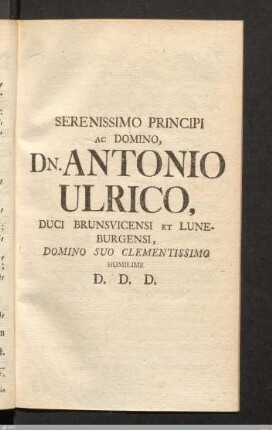 SERENISSIMO PRINCIPI
AC DOMINO,
DN. ANTONIO
ULRICO,
DUCI BRUNSVICENSI ET LUNE-
BURGENSI,
DOMINO SUO CLEMENTISSIMO
HUMILIME
D. D. D.